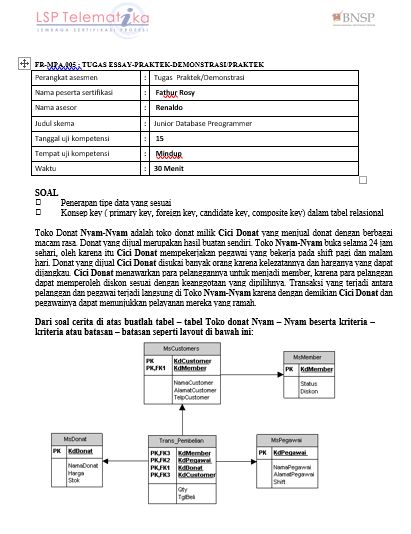 LSP Telematika
LEMBAGA SERTIFIKASI PROFESI
BNSP
FR-MPA.005 : TUGAS ESSAY-PRAKTEK-DEMONSTRASI/PRAKTEK
Perangkat asesmen : Tugas Praktek/Demonstrasi
Nama peserta sertifikasi : Fathur Rosy
Nama asesor : Renaldo
Judul skema : Junior Database Preogrammer
Tanggal uji kompetensi : 15
Tempat uji kompetensi : Mindup
Waktu : 30 Menit
SOAL
Penerapan tipe data yang sesuai
Konsep key ( primary key, foreign key, candidate key, composite key) dalam tabel relasional
Toko Donat Nyam-Nyam adalah toko donat milik Cici Donat yang menjual donat dengan berbagai
macam rasa. Donat yang dijual merupakan hasil buatan sendiri. Toko Nyam-Nyam buka selama 24 jam
sehari, oleh karena itu Cici Donat mempekerjakan pegawai yang bekerja pada shift pagi dan malam
hari. Donat yang dijual Cici Donat disukai banyak orang karena kelezatannya dan harganya yang dapat
dijangkau. Cici Donat menawarkan para pelanggannya untuk menjadi member, karena para pelanggan
dapat memperoleh diskon sesuai dengan keanggotaan yang dipilihnya. Transaksi yang terjadi antara
pelanggan dan pegawai terjadi langsung di Toko Nyam-Nyam karena dengan demikian Cici Donat dan
pegawainya dapat menunjukkan pelayanan mereka yang ramah.
Dari soal cerita di atas buatlah tabel – tabel Toko donat Nyam – Nyam beserta kriteria –
kriteria atau batasan – batasan seperti layout di bawah ini:
MsCustomers
PK KdCustomer
PK,FK1 KdMember
NamaCustomer
AlamatCustomer
TelpCustomer
MsMember
PK KdMember
Status
Diskon
MsDonat
PK KdDonat
NamaDonat
Harga
Stok
Trans_Pembelian
PK,FK3 KdMember
PK,FK2 KdPegawai
PK,FK1 KdDonat
PK,FK3 KdCustomer
Qty
TglBeli
MsPegawai
PK KdPegawai
NamaPegawai
AlamatPegawai
Shift